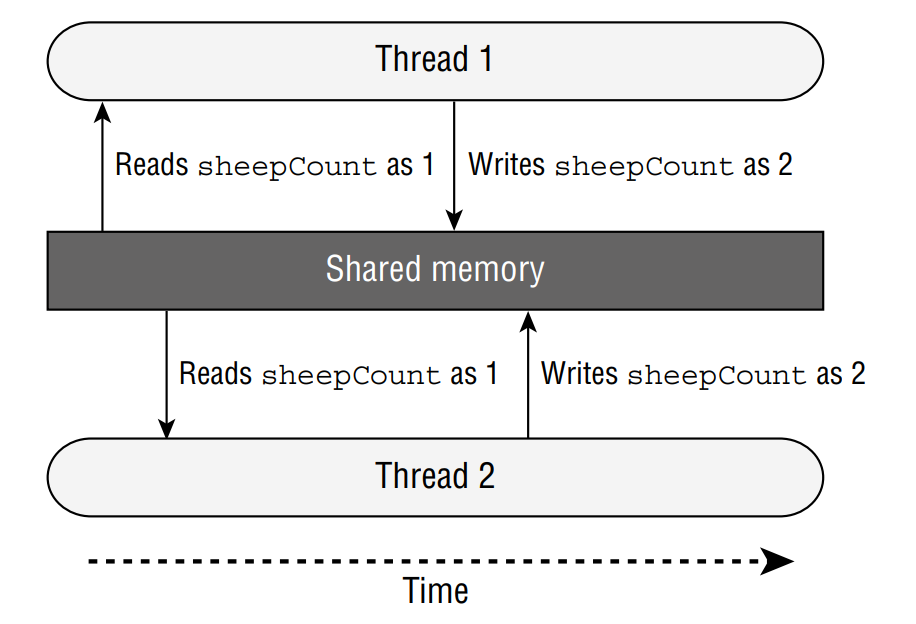 Thread 1
Reads sheepCount as 1
Writes sheepCount as 2
Shared memory
Reads sheepCount as 1
Writes sheepCount as 2
Thread 2
Time